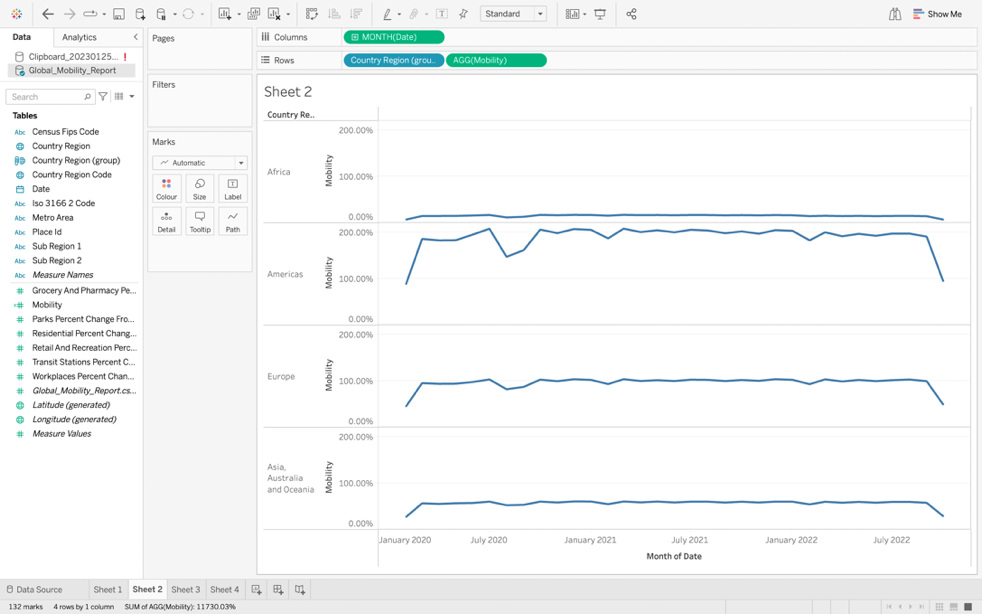 Standard
Show Me
Data
Analytics
Pages
Columns
MONTH(Date)
Clipboard_20230125...
Global_Mobility_Report
Rows
Country Region (grou..
AGG(Mobility)
Search
Filters
Sheet 2
Tables
Country Re..
Census Fips Code
Country Region
Country Region (group)
Country Region Code
Date
Iso 3166 2 Code
Metro Area
Place Id
Sub Region 1
Sub Region 2
Measure Names
Grocery And Pharmacy Pe...
Mobility
Parks Percent Change Fro...
Residential Percent Chang...
Retail And Recreation Perc...
Transit Stations Percent C...
Workplaces Percent Chan...
Global_Mobility_Report.cs...
Latitude (generated)
Longitude (generated)
Measure Values
Abc
Abc
Abc
Abc
Abc
Abc
Abc
Marks
Automatic
Colour
Size
Label
Detail
Tooltip
Path
Africa
Mobility
200.00%
100.00%
0.00%
Americas
Mobility
200.00%
100.00%
0.00%
Europe
Mobility
200.00%
100.00%
0.00%
Asia,
Australia
and Oceania
Mobility
200.00%
100.00%
0.00%
January 2020
July 2020
January 2021
July 2021
January 2022
July 2022
Month of Date
Data Source
Sheet 1
Sheet 2
Sheet 3
Sheet 4
132 marks
4 rows by 1 column
SUM of AGG(Mobility): 11730.03%